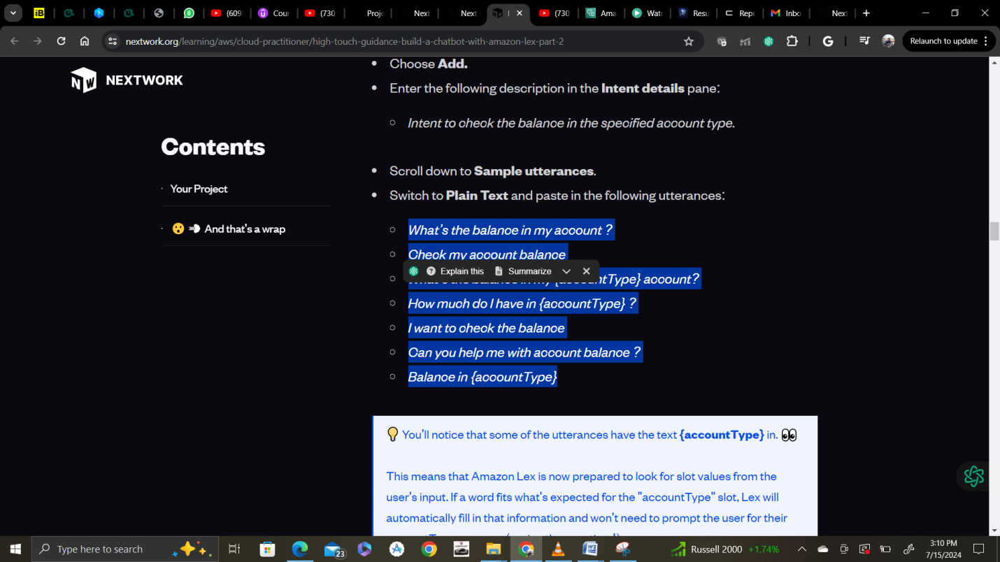 (609
Cour
(730
Proje
Next
Next
(730
Ama
Watc
Resu
Repo
Inbo
Next
nextwork.org/learning/aws/cloud-practitioner/high-touch-guidance-build-a-chatbot-with-amazon-lex-part-2
Relaunch to update
NEXTWORK
Contents
· Your Project
· 😮‍💨 And that's a wrap
• Choose Add.
• Enter the following description in the Intent details pane:
○ Intent to check the balance in the specified account type.
• Scroll down to Sample utterances.
• Switch to Plain Text and paste in the following utterances:
○ What's the balance in my account ?
○ Check my account balance
Explain this Summarize
○ What's the balance in my {accountType} account?
○ How much do I have in {accountType} ?
○ I want to check the balance
○ Can you help me with account balance ?
○ Balance in {accountType}
💡 You'll notice that some of the utterances have the text {accountType} in. 👀
This means that Amazon Lex is now prepared to look for slot values from the
user's input. If a word fits what's expected for the "accountType" slot, Lex will
automatically fill in that information and won't need to prompt the user for their
Type here to search
23
Russell 2000 +1.74%
3:10 PM
7/15/2024